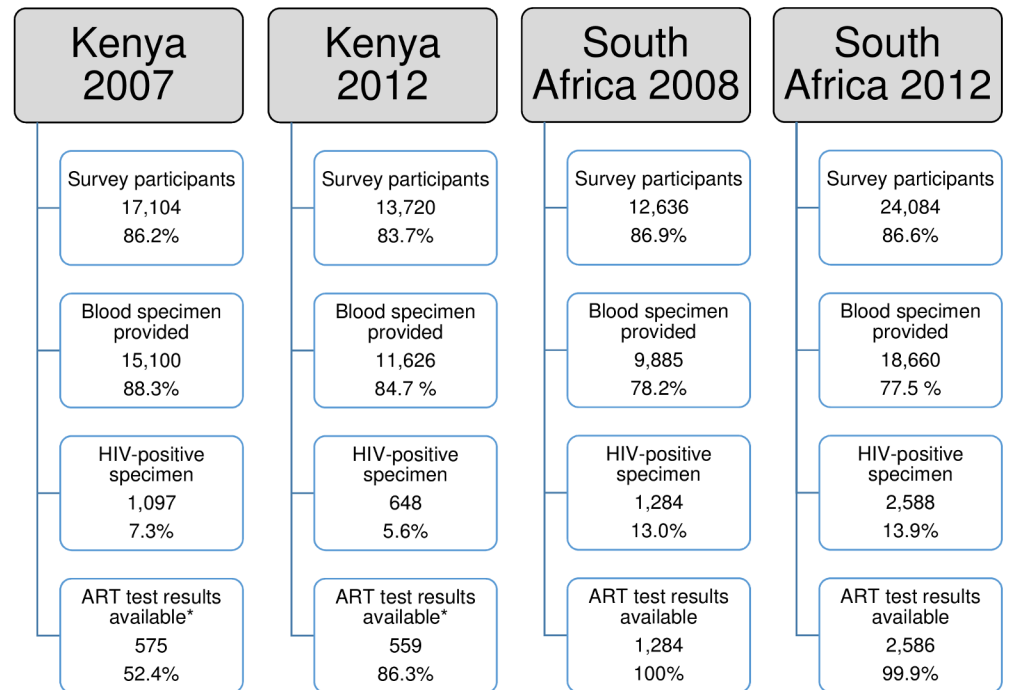 Kenya
2007
Survey participants
17,104
86.2%
Blood specimen
provided
15,100
88.3%
HIV-positive
specimen
1,097
7.3%
ART test results
available*
575
52.4%
Kenya
2012
Survey participants
13,720
83.7%
Blood specimen
provided
11,626
84.7 %
HIV-positive
specimen
648
5.6%
ART test results
available*
559
86.3%
South
Africa 2008
Survey participants
12,636
86.9%
Blood specimen
provided
9,885
78.2%
HIV-positive
specimen
1,284
13.0%
ART test results
available
1,284
100%
South
Africa 2012
Survey participants
24,084
86.6%
Blood specimen
provided
18,660
77.5 %
HIV-positive
specimen
2,588
13.9%
ART test results
available
2,586
99.9%